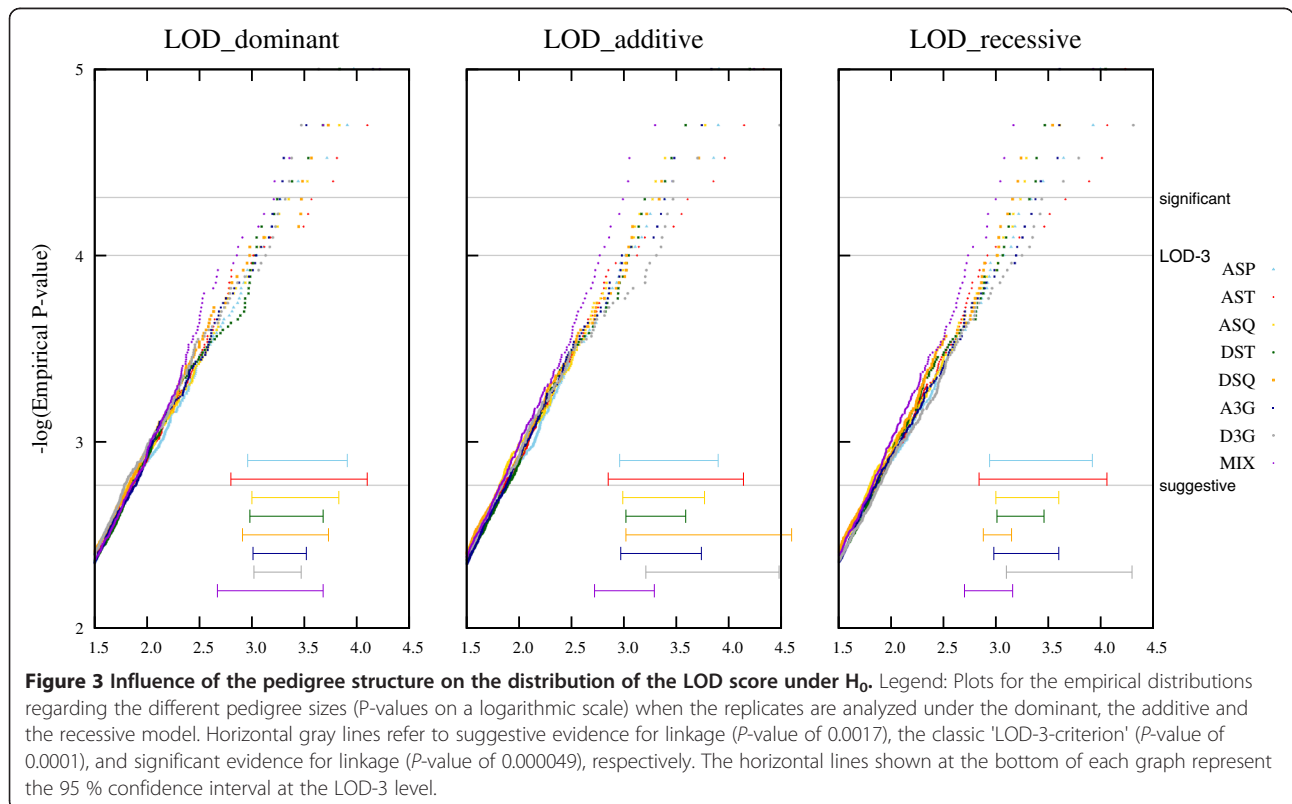 LOD_dominant LOD_additive LOD_recessive
5
4
3
2
-log(Empirical P-value)
significant
LOD-3
suggestive
ASP
AST
ASQ
DST
DSQ
A3G
D3G
MIX
1.5 2.0 2.5 3.0 3.5 4.0 4.5 1.5 2.0 2.5 3.0 3.5 4.0 4.5 1.5 2.0 2.5 3.0 3.5 4.0 4.5
Figure 3 Influence of the pedigree structure on the distribution of the LOD score under H₀. Legend: Plots for the empirical distributions
regarding the different pedigree sizes (P-values on a logarithmic scale) when the replicates are analyzed under the dominant, the additive and
the recessive model. Horizontal gray lines refer to suggestive evidence for linkage (P-value of 0.0017), the classic 'LOD-3-criterion' (P-value of
0.0001), and significant evidence for linkage (P-value of 0.000049), respectively. The horizontal lines shown at the bottom of each graph represent
the 95 % confidence interval at the LOD-3 level.